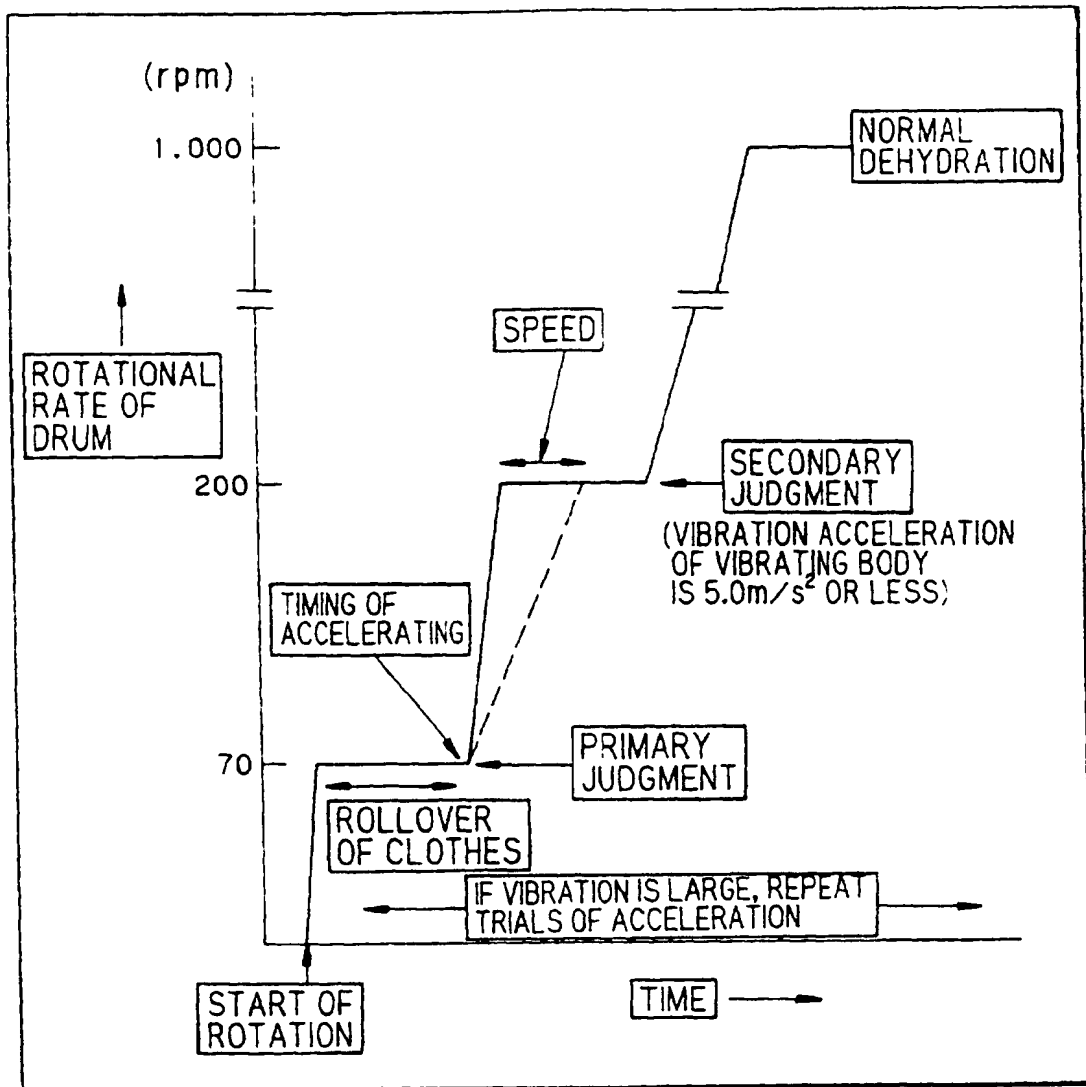 (rpm)
1.000
NORMAL
DEHYDRATION
SPEED
ROTATIONAL
RATE OF
DRUM
200
SECONDARY
JUDGMENT
(VIBRATION ACCELERATION
OF VIBRATING BODY
IS 5.0m/s² OR LESS)
TIMING OF
ACCELERATING
70
PRIMARY
JUDGMENT
ROLLOVER
OF CLOTHES
IF VIBRATION IS LARGE, REPEAT
TRIALS OF ACCELERATION
START OF
ROTATION
TIME